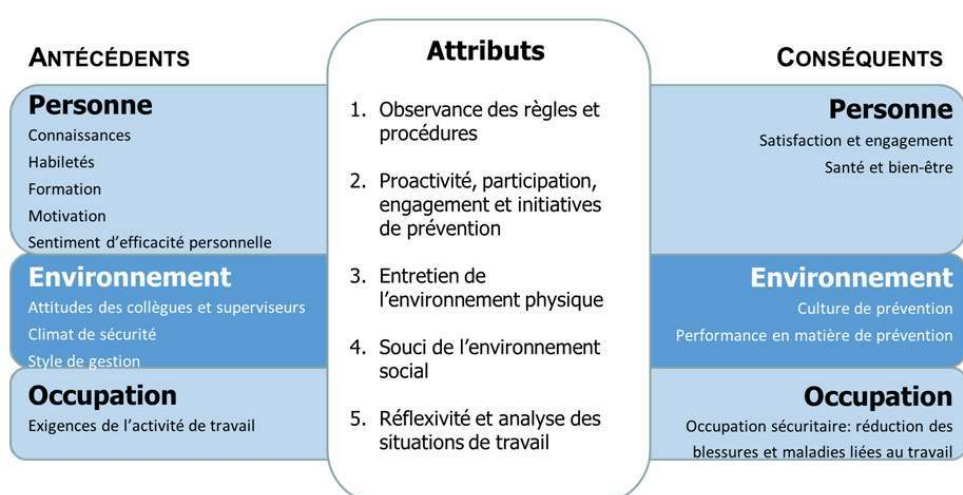 ANTÉCÉDENTS
Personne
Connaissances
Habiletés
Formation
Motivation
Sentiment d'efficacité personnelle
Environnement
Attitudes des collègues et superviseurs
Climat de sécurité
Style de gestion
Occupation
Exigences de l'activité de travail
Attributs
1. Observance des règles et
procédures
2. Proactivité, participation,
engagement et initiatives
de prévention
3. Entretien de
l'environnement physique
4. Souci de l'environnement
social
5. Réflexivité et analyse des
situations de travail
CONSÉQUENTS
Personne
Satisfaction et engagement
Santé et bien-être
Environnement
Culture de prévention
Performance en matière de prévention
Occupation
Occupation sécuritaire: réduction des
blessures et maladies liées au travail